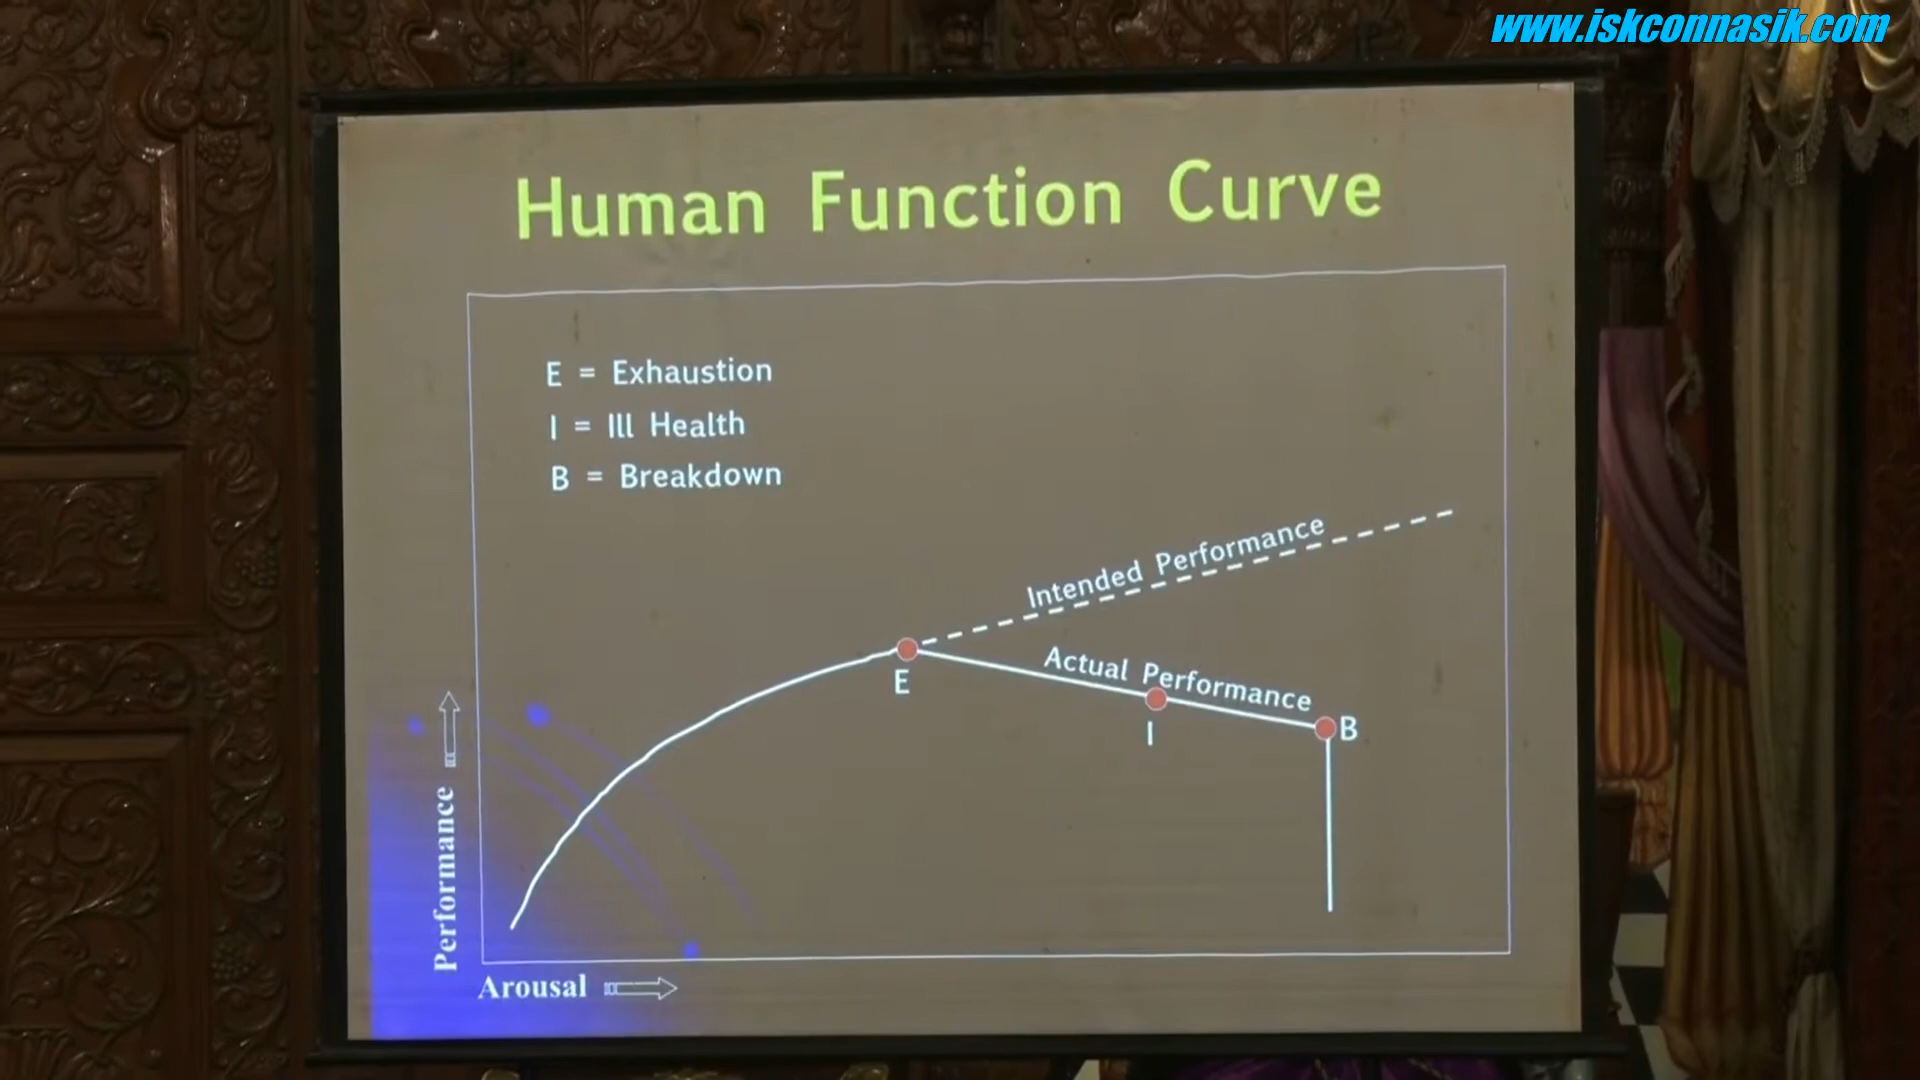 www.iskconnasik.com
Human Function Curve
E = Exhaustion
I = Ill Health
B = Breakdown
Intended Performance
Actual Performance
E
I
B
Performance
Arousal